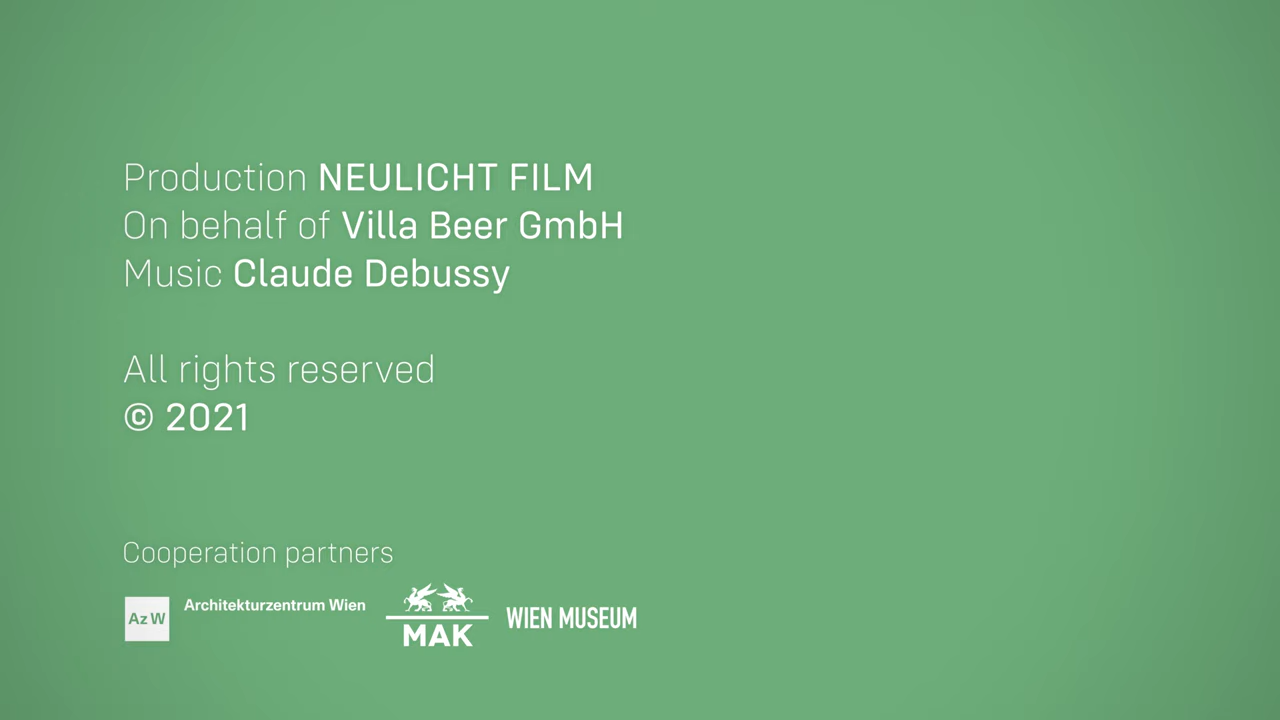 Production NEULICHT FILM
On behalf of Villa Beer GmbH
Music Claude Debussy
All rights reserved
© 2021
Cooperation partners
AzW Architekturzentrum Wien
MAK
WIEN MUSEUM